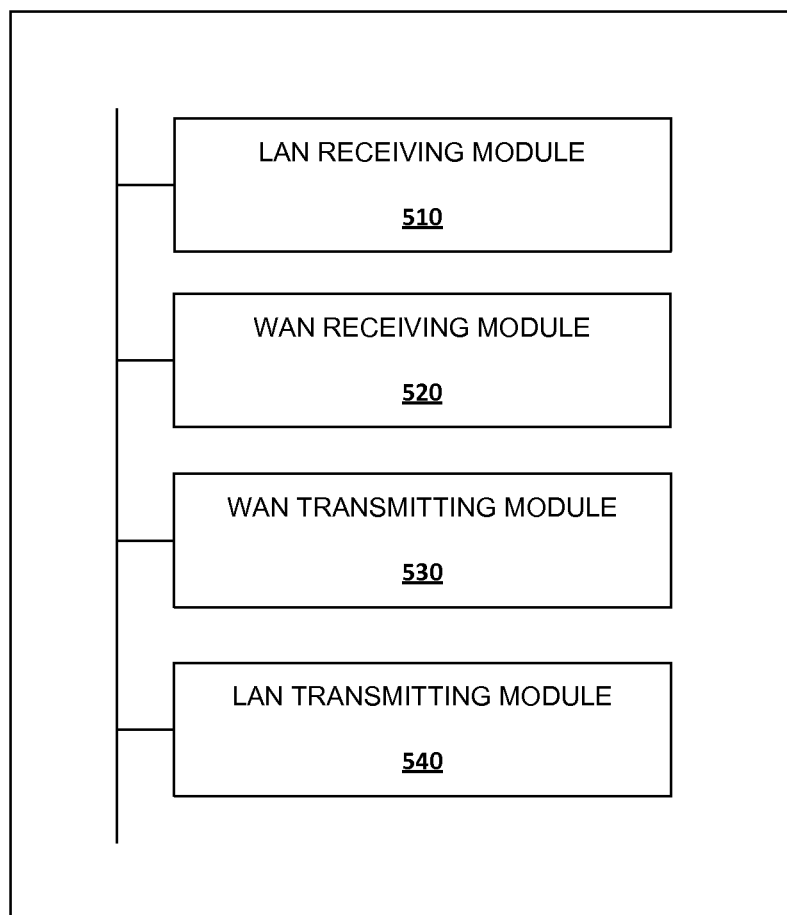 LAN RECEIVING MODULE
510
WAN RECEIVING MODULE
520
WAN TRANSMITTING MODULE
530
LAN TRANSMITTING MODULE
540